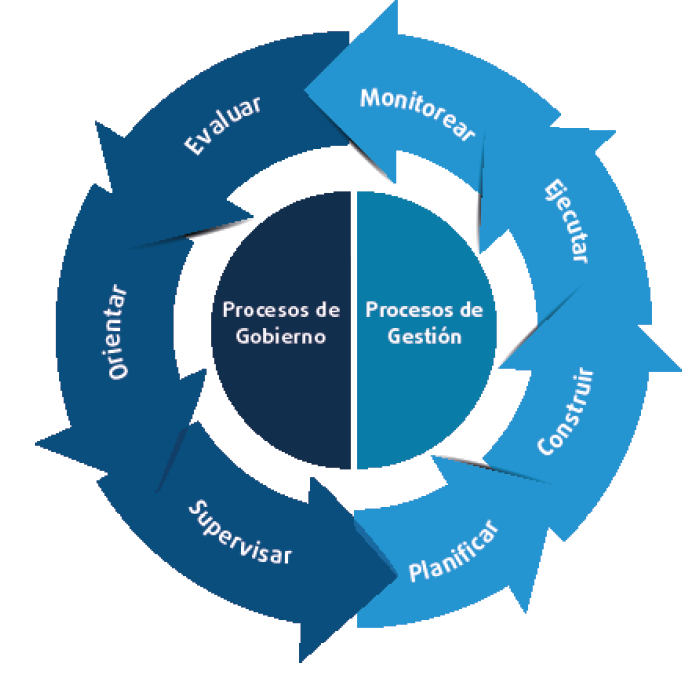 Monitorear
Evaluar
Ejecutar
Orientar
Procesos de
Gobierno
Procesos de
Gestión
Construir
Supervisar
Planificar